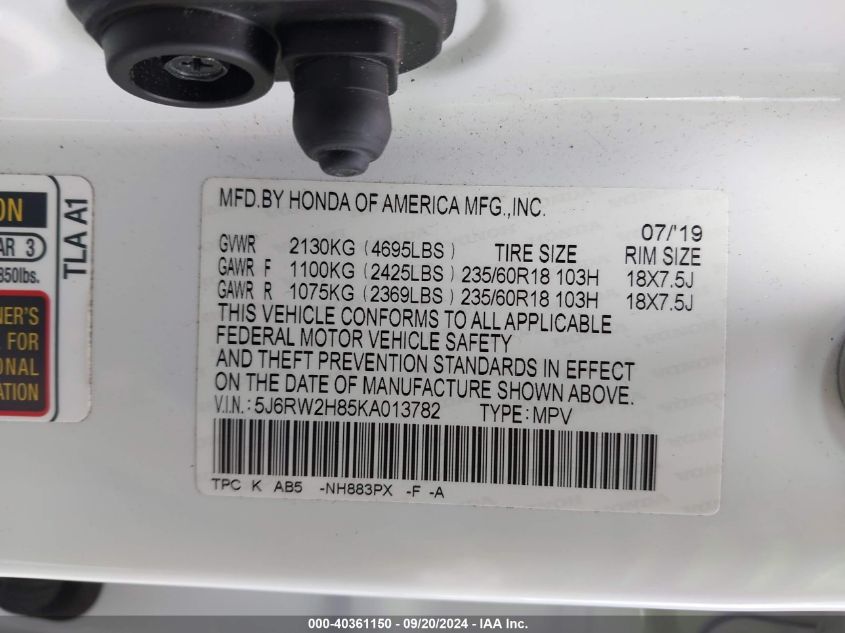 ON
AR 3
850lbs.
NER'S
FOR
ONAL
ATION
TLA A1
MFD.BY HONDA OF AMERICA MFG.,INC.
07/'19
GVWR 2130KG (4695LBS) TIRE SIZE RIM SIZE
GAWR F 1100KG (2425LBS) 235/60R18 103H 18X7.5J
GAWR R 1075KG (2369LBS) 235/60R18 103H 18X7.5J
THIS VEHICLE CONFORMS TO ALL APPLICABLE
FEDERAL MOTOR VEHICLE SAFETY
AND THEFT PREVENTION STANDARDS IN EFFECT
ON THE DATE OF MANUFACTURE SHOWN ABOVE.
V.I.N.: 5J6RW2H85KA013782 TYPE: MPV
TPC K AB5 -NH883PX -F -A
000-40361150 - 09/20/2024 - IAA Inc.